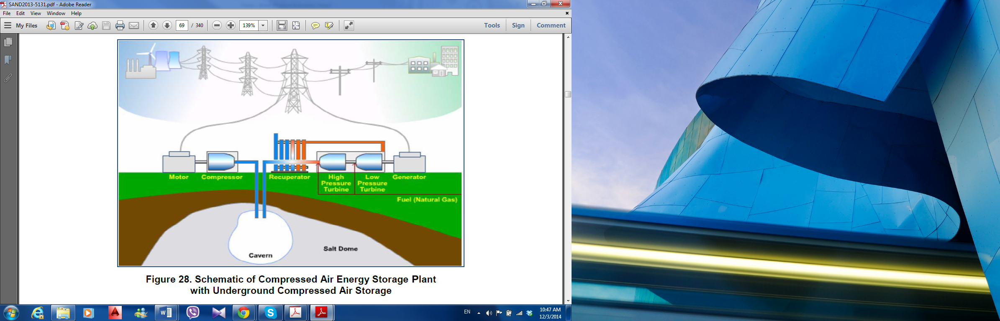 SAND2013-5131.pdf - Adobe Reader
File Edit View Window Help
My Files 69 / 340 139% Tools Sign Comment
Motor Compressor Recuperator High Pressure Turbine Low Pressure Turbine Generator
Fuel (Natural Gas)
Salt Dome
Cavern
Figure 28. Schematic of Compressed Air Energy Storage Plant
with Underground Compressed Air Storage
EN 10:47 AM
12/3/2014